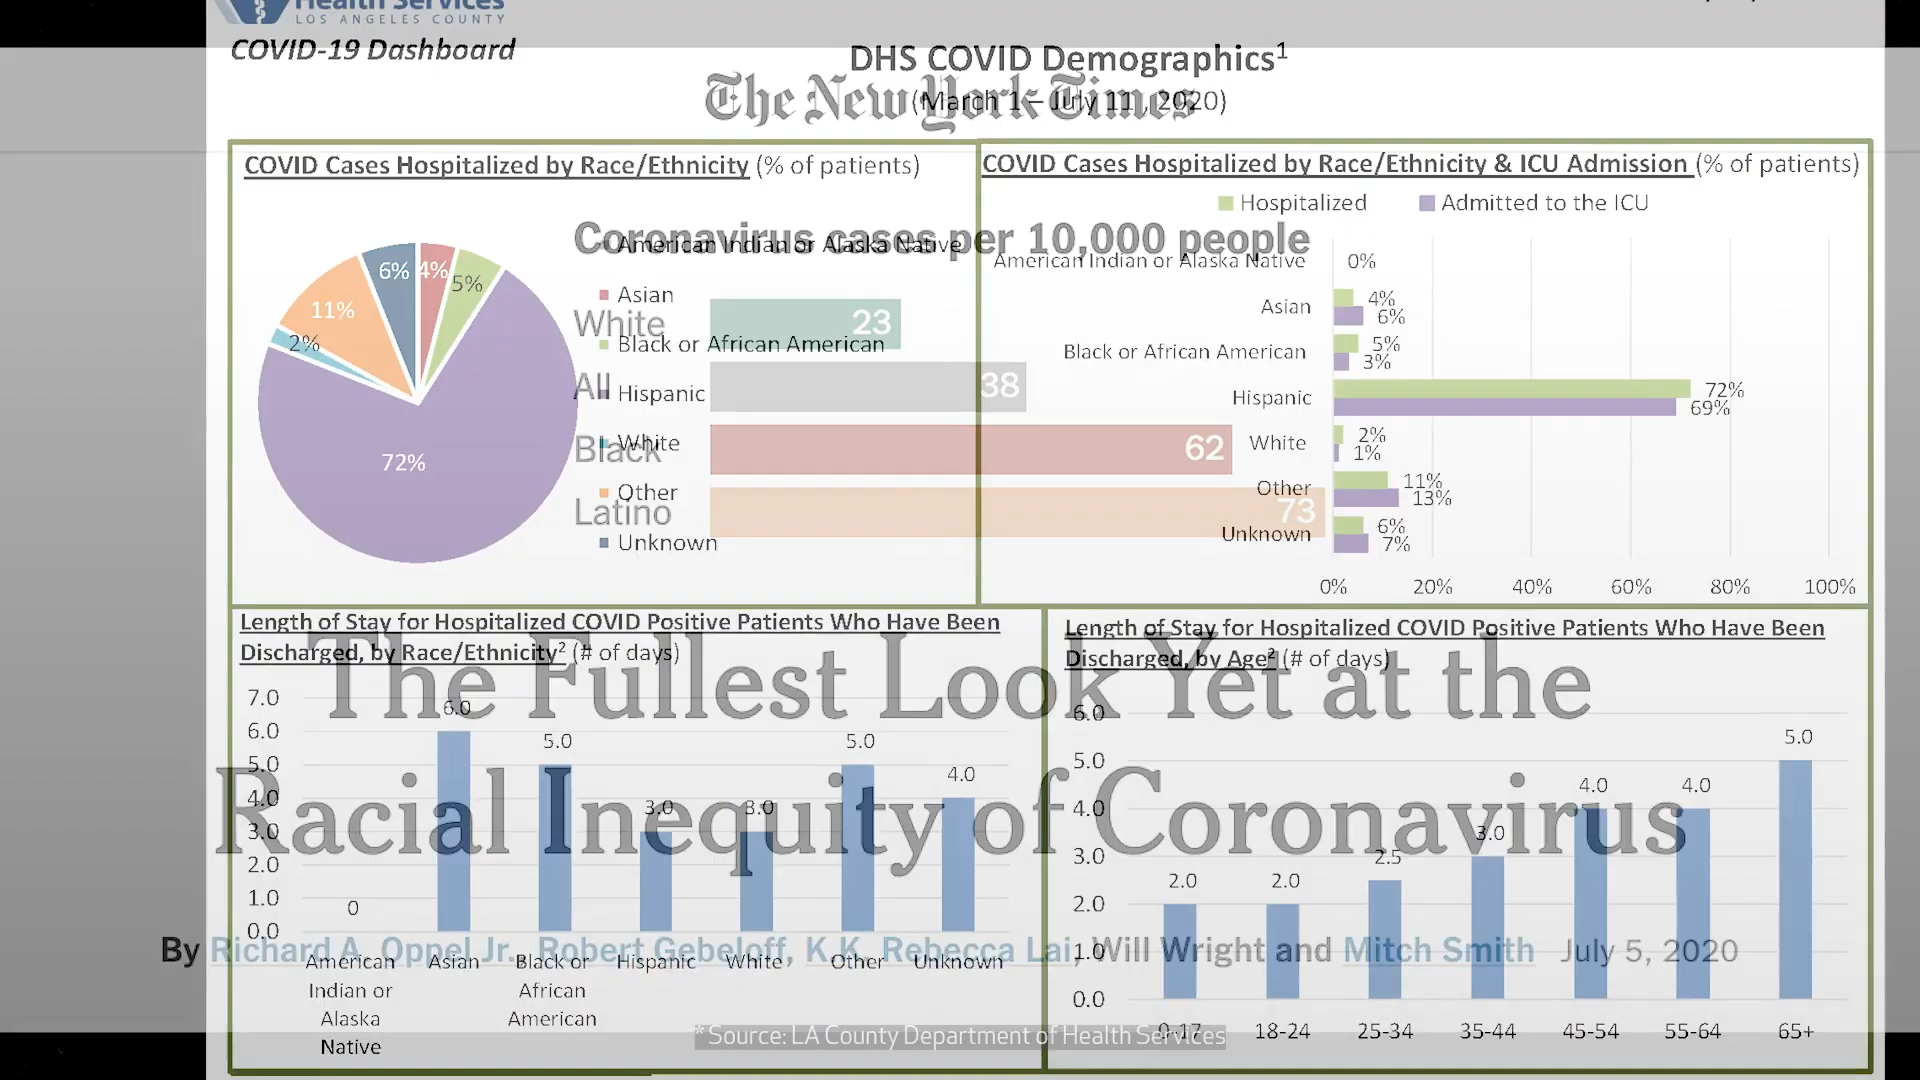 Health Services
LOS ANGELES COUNTY
COVID-19 Dashboard
DHS COVID Demographics¹
(March 1 – July 11, 2020)
The New York Times
COVID Cases Hospitalized by Race/Ethnicity (% of patients)
6%
4%
5%
11%
2%
72%
American Indian or Alaska Native
Asian
Black or African American
Hispanic
White
Other
Unknown
Coronavirus cases per 10,000 people
White 23
All 38
Black 62
Latino 73
COVID Cases Hospitalized by Race/Ethnicity & ICU Admission (% of patients)
Hospitalized Admitted to the ICU
American Indian or Alaska Native 0%
Asian 4%
6%
Black or African American 5%
3%
Hispanic 72%
69%
White 2%
1%
Other 11%
13%
Unknown 6%
7%
0% 20% 40% 60% 80% 100%
The Fullest Look Yet at the
Racial Inequity of Coronavirus
By Richard A. Oppel Jr., Robert Gebeloff, K.K. Rebecca Lai, Will Wright and Mitch Smith July 5, 2020
Length of Stay for Hospitalized COVID Positive Patients Who Have Been
Discharged, by Race/Ethnicity² (# of days)
7.0
6.0
5.0
4.0
3.0
2.0
1.0
0.0
0 6.0 5.0 3.0 3.0 5.0 4.0
American Asian Black or Hispanic White Other Unknown
Indian or African
Alaska American
Native
Length of Stay for Hospitalized COVID Positive Patients Who Have Been
Discharged, by Age² (# of days)
6.0
5.0
4.0
3.0
2.0
1.0
0.0
2.0 2.0 2.5 3.0 4.0 4.0 5.0
0-17 18-24 25-34 35-44 45-54 55-64 65+
* Source: LA County Department of Health Services